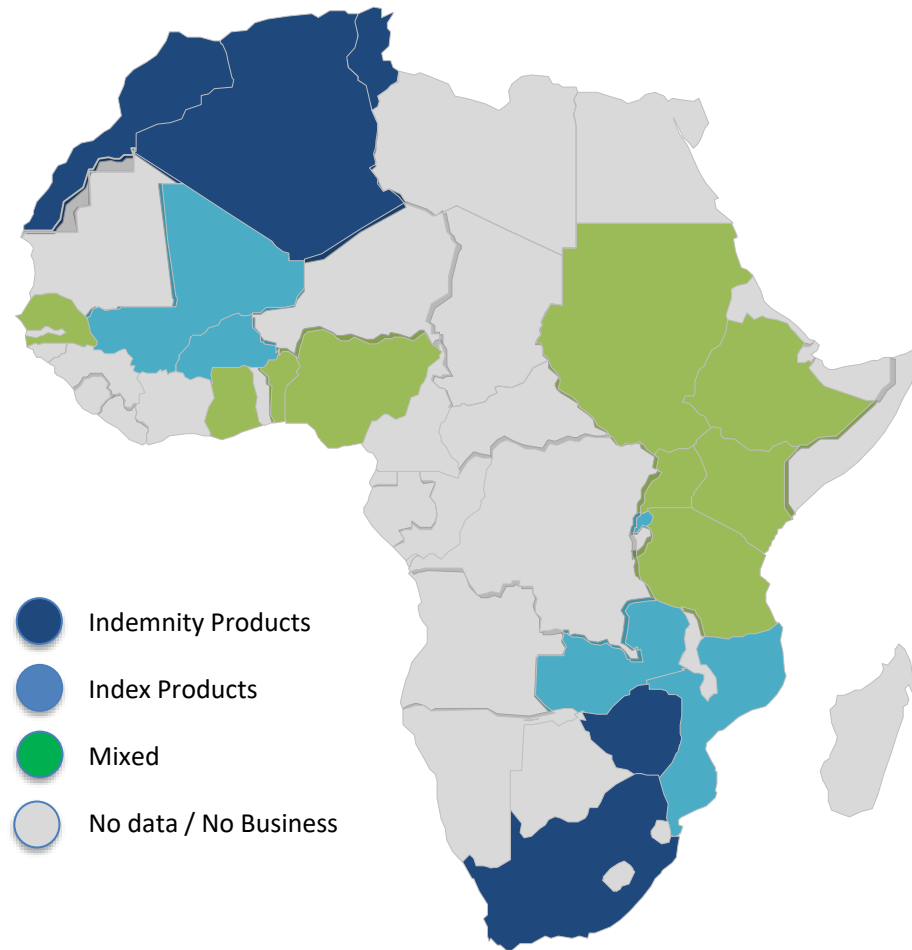 Indemnity Products
Index Products
Mixed
No data / No Business